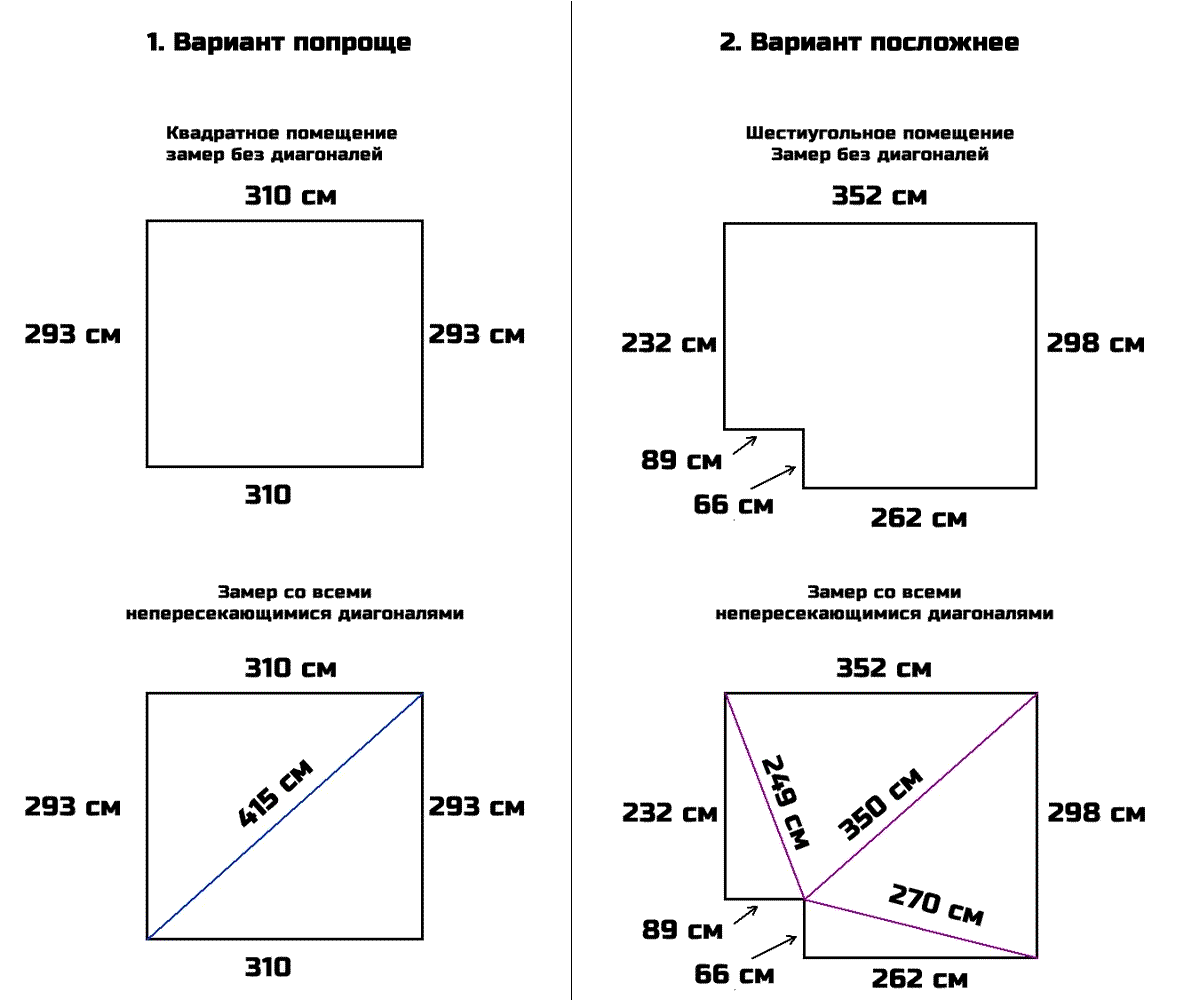 1. Вариант попроще
Квадратное помещение
замер без диагоналей
310 см
293 см
293 см
310
Замер со всеми
непересекающимися диагоналями
310 см
293 см
415 см
293 см
310
2. Вариант посложнее
Шестиугольное помещение
Замер без диагоналей
352 см
232 см
298 см
89 см
66 см
262 см
Замер со всеми
непересекающимися диагоналями
352 см
232 см
249 см
350 см
298 см
270 см
89 см
66 см
262 см